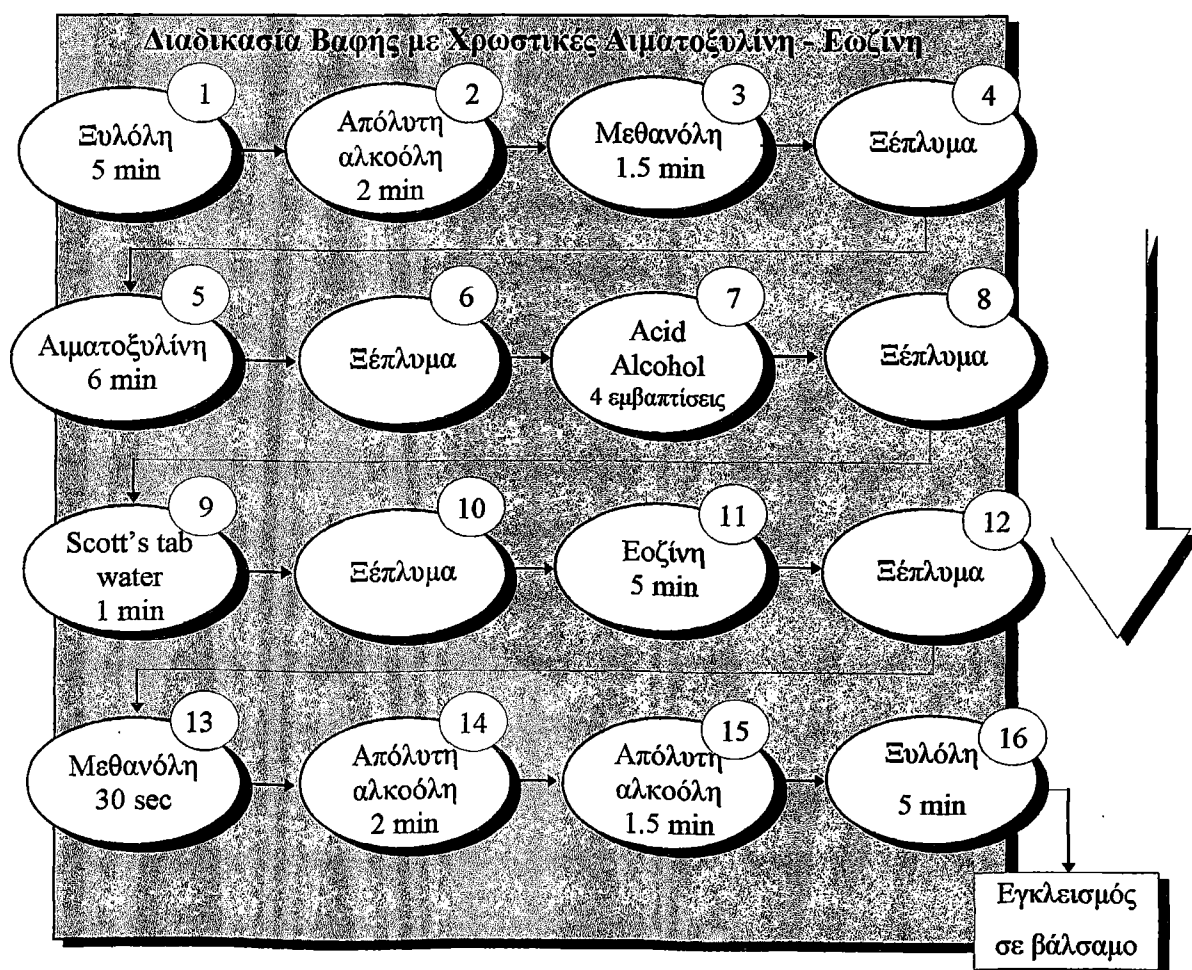 Διαδικασία Βαφής με Χρωστικές Αιματοξυλίνη - Εωζίνη
1
Ξυλόλη
5 min
2
Απόλυτη
αλκοόλη
2 min
3
Μεθανόλη
1.5 min
4
Ξέπλυμα
5
Αιματοξυλίνη
6 min
6
Ξέπλυμα
7
Acid
Alcohol
4 εμβαπτίσεις
8
Ξέπλυμα
9
Scott's tab
water
1 min
10
Ξέπλυμα
11
Εοζίνη
5 min
12
Ξέπλυμα
13
Μεθανόλη
30 sec
14
Απόλυτη
αλκοόλη
2 min
15
Απόλυτη
αλκοόλη
1.5 min
16
Ξυλόλη
5 min
Εγκλεισμός
σε βάλσαμο